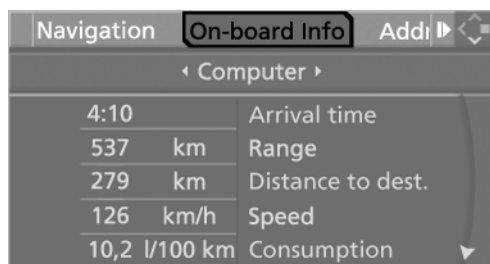 Navigation On-board Info Addr
Computer
4:10 Arrival time
537 km Range
279 km Distance to dest.
126 km/h Speed
10,2 l/100 km Consumption